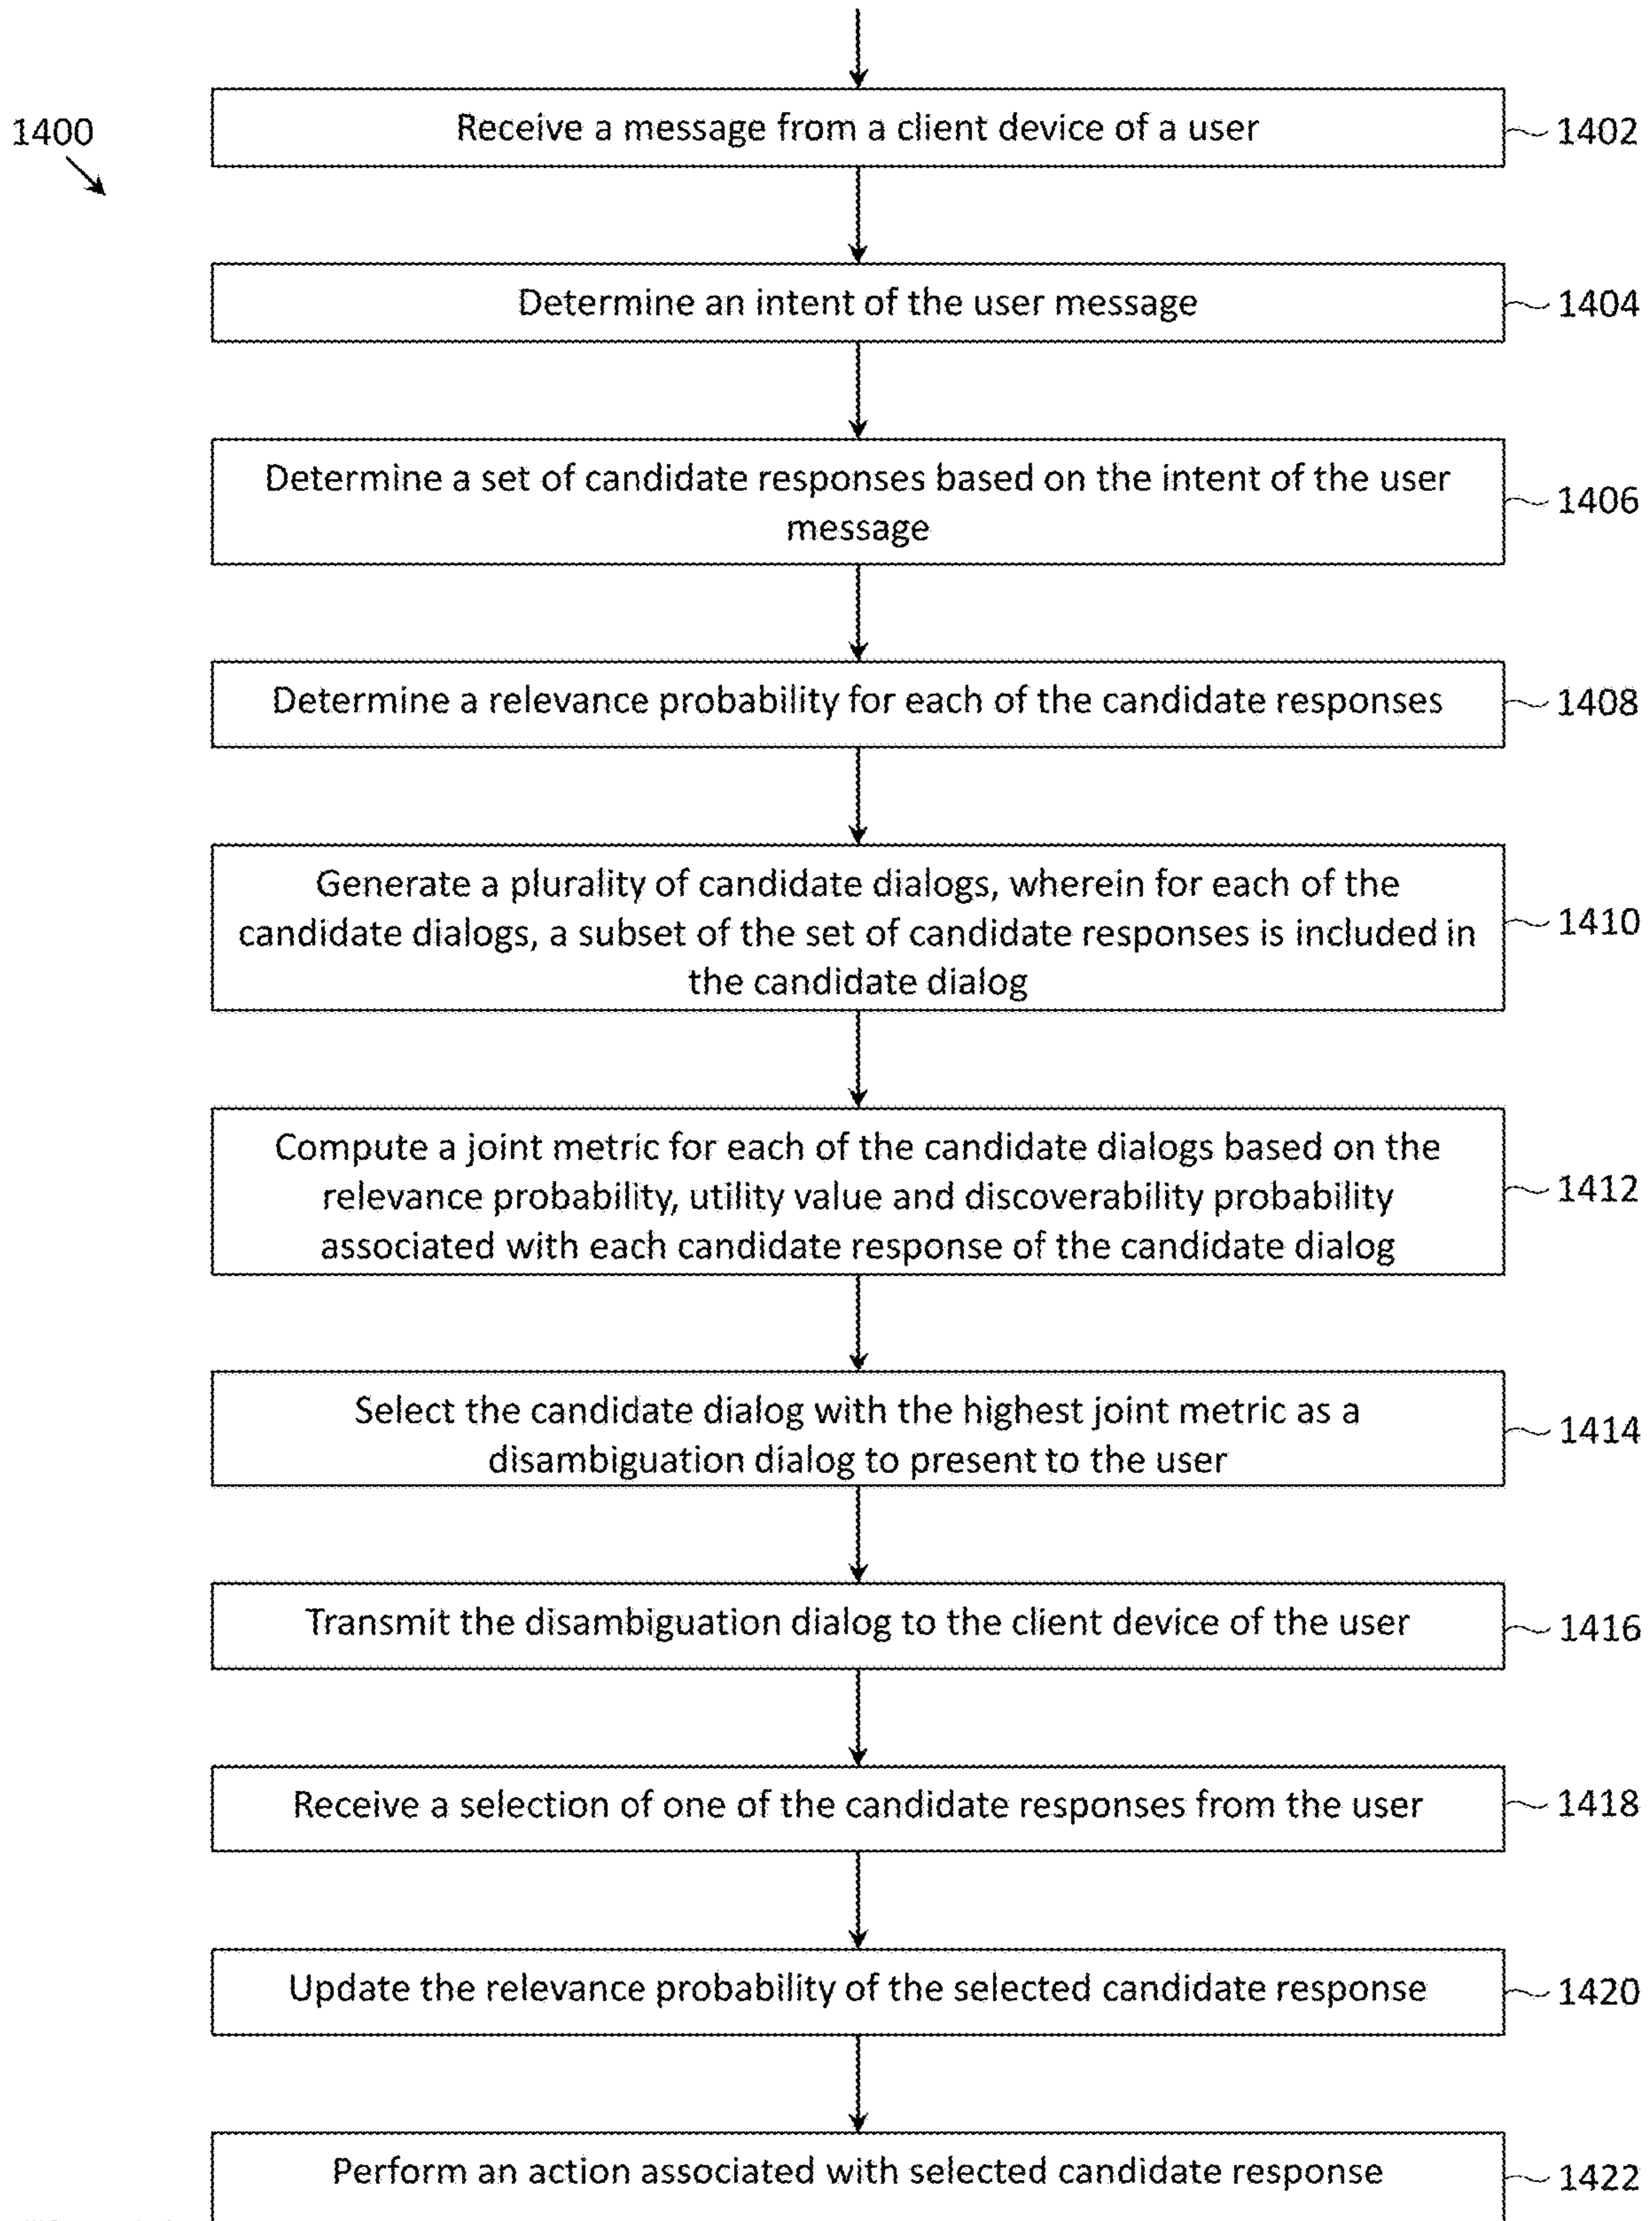 1400
Receive a message from a client device of a user
1402
Determine an intent of the user message
1404
Determine a set of candidate responses based on the intent of the user
message
1406
Determine a relevance probability for each of the candidate responses
1408
Generate a plurality of candidate dialogs, wherein for each of the
candidate dialogs, a subset of the set of candidate responses is included in
the candidate dialog
1410
Compute a joint metric for each of the candidate dialogs based on the
relevance probability, utility value and discoverability probability
associated with each candidate response of the candidate dialog
1412
Select the candidate dialog with the highest joint metric as a
disambiguation dialog to present to the user
1414
Transmit the disambiguation dialog to the client device of the user
1416
Receive a selection of one of the candidate responses from the user
1418
Update the relevance probability of the selected candidate response
1420
Perform an action associated with selected candidate response
1422